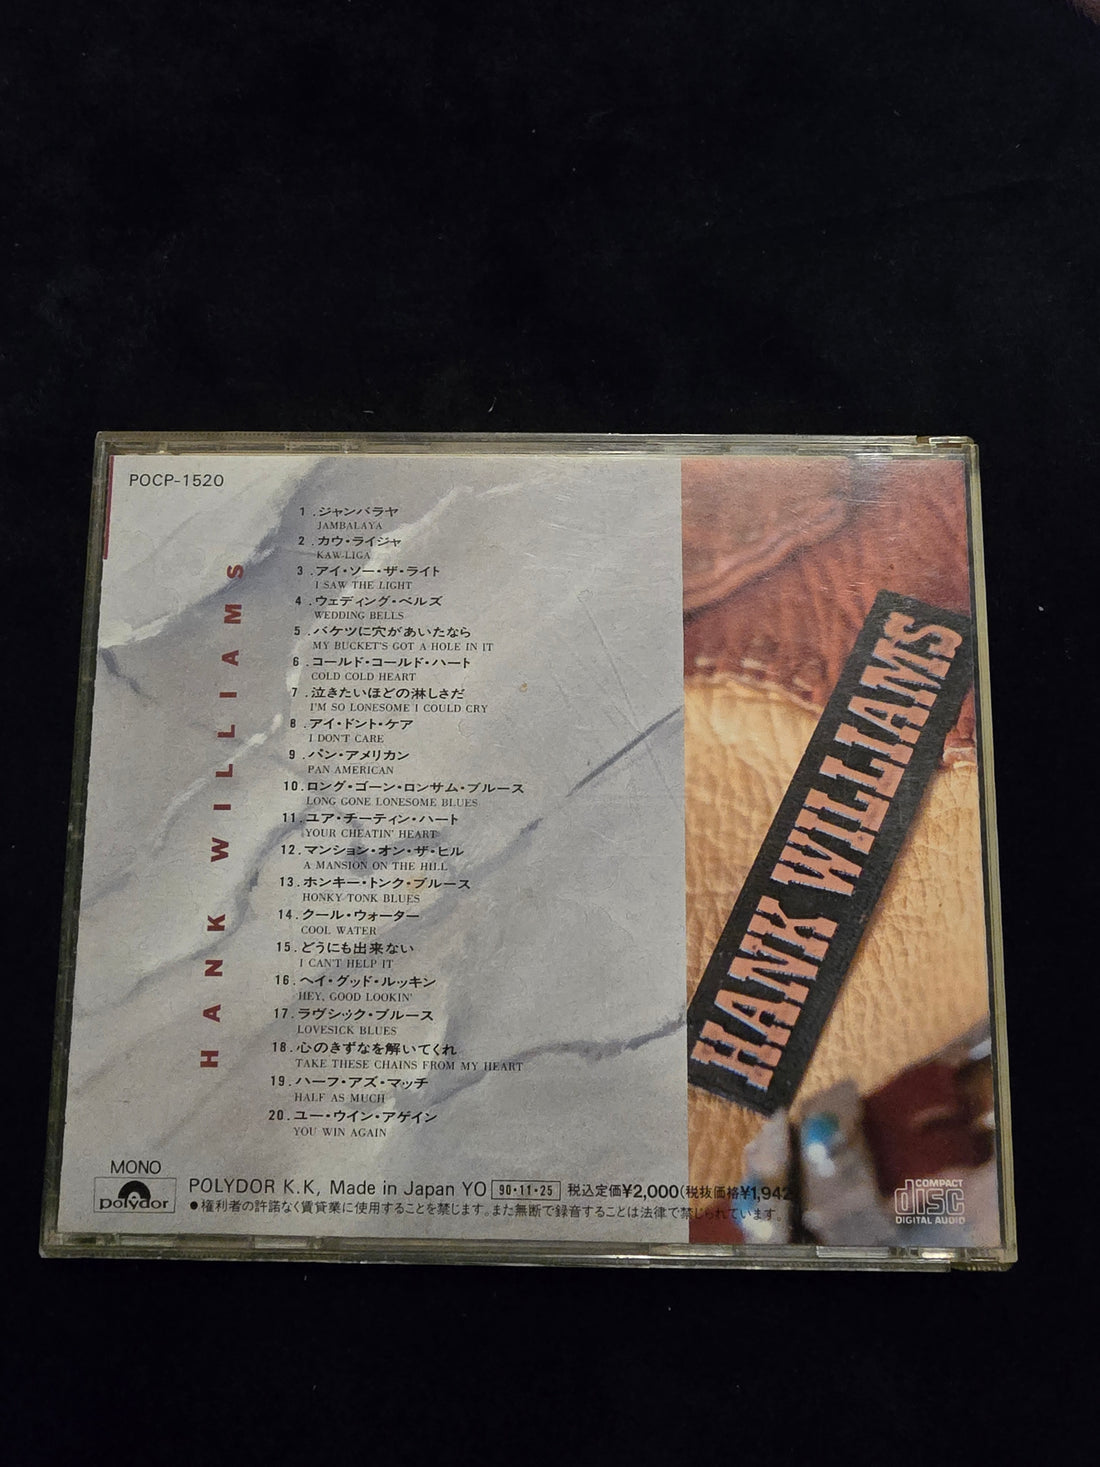 POCP-1520
HANK WILLIAMS
1.ジャンバラヤ
JAMBALAYA
2.カウ・ライジャ
KAW-LIGA
3.アイ・ソー・ザ・ライト
I SAW THE LIGHT
4.ウェディング・ベルズ
WEDDING BELLS
5.バケツに穴があいたなら
MY BUCKET'S GOT A HOLE IN IT
6.コールド・コールド・ハート
COLD COLD HEART
7.泣きたいほどの淋しさだ
I'M SO LONESOME I COULD CRY
8.アイ・ドント・ケア
I DON'T CARE
9.パン・アメリカン
PAN AMERICAN
10.ロング・ゴーン・ロンサム・ブルース
LONG GONE LONESOME BLUES
11.ユア・チーティン・ハート
YOUR CHEATIN' HEART
12.マンション・オン・ザ・ヒル
A MANSION ON THE HILL
13.ホンキー・トンク・ブルース
HONKY TONK BLUES
14.クール・ウォーター
COOL WATER
15.どうにも出来ない
I CAN'T HELP IT
16.ヘイ・グッド・ルッキン
HEY, GOOD LOOKIN'
17.ラヴシック・ブルース
LOVESICK BLUES
18.心のきずなを解いてくれ
TAKE THESE CHAINS FROM MY HEART
19.ハーフ・アズ・マッチ
HALF AS MUCH
20.ユー・ウイン・アゲイン
YOU WIN AGAIN
HANK WILLIAMS
MONO
polydor
POLYDOR K.K, Made in Japan YO 90・11・25 税込定価¥2,000(税抜価格¥1,942
●権利者の許諾なく賃貸業に使用することを禁じます。また無断で録音することは法律で禁じられています。
COMPACT
disc
DIGITAL AUDIO